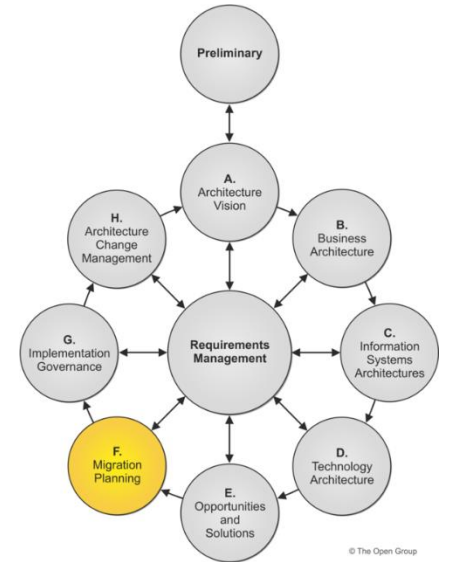 Preliminary
A.
Architecture
Vision
H.
Architecture
Change
Management
B.
Business
Architecture
G.
Implementation
Governance
Requirements
Management
C.
Information
Systems
Architectures
F.
Migration
Planning
D.
Technology
Architecture
E.
Opportunities
and
Solutions
© The Open Group